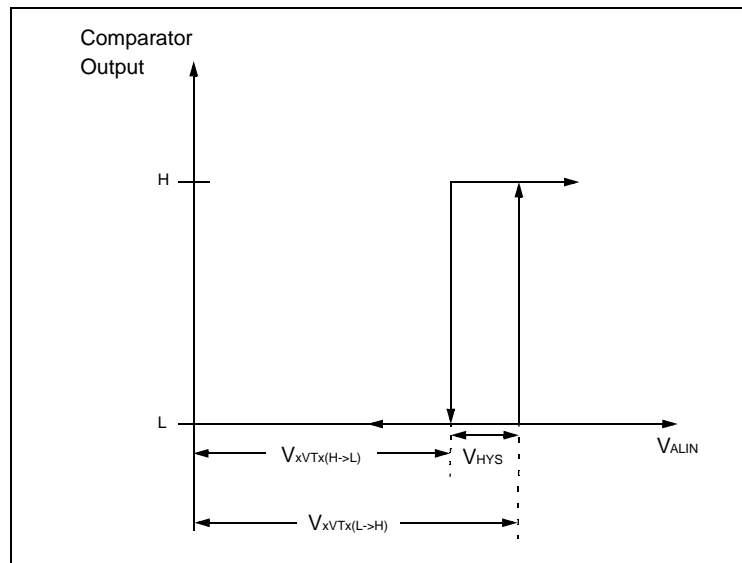 Comparator
Output
H
L
VxVTx(H->L)
VHYS
VALIN
VxVTx(L->H)